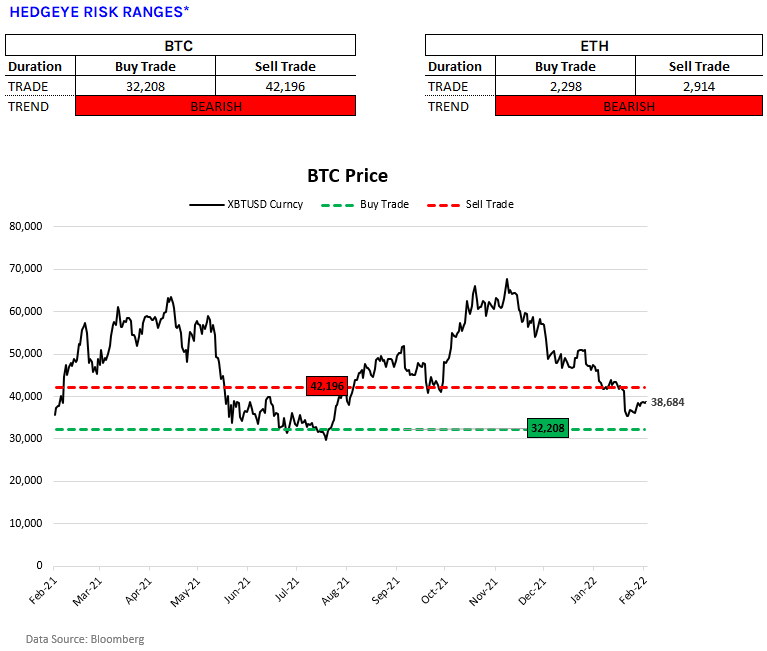 HEDGEYE RISK RANGES*
BTC
Duration Buy Trade Sell Trade
TRADE 32,208 42,196
TREND BEARISH
ETH
Duration Buy Trade Sell Trade
TRADE 2,298 2,914
TREND BEARISH
BTC Price
XBTUSD Curncy Buy Trade Sell Trade
80,000
70,000
60,000
50,000
40,000
30,000
20,000
10,000
0
42,196
38,684
32,208
Feb-21 Mar-21 Apr-21 May-21 Jun-21 Jul-21 Aug-21 Sep-21 Oct-21 Nov-21 Dec-21 Jan-22 Feb-22
Data Source: Bloomberg